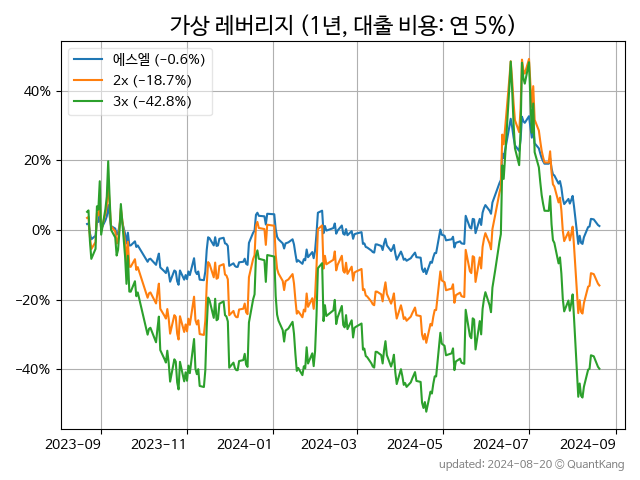 가상 레버리지 (1년, 대출 비용: 연 5%)
에스엘 (−0.6%)
2x (−18.7%)
3x (−42.8%)
40%
20%
0%
−20%
−40%
2023-09 2023-11 2024-01 2024-03 2024-05 2024-07 2024-09
updated: 2024-08-20 © QuantKang